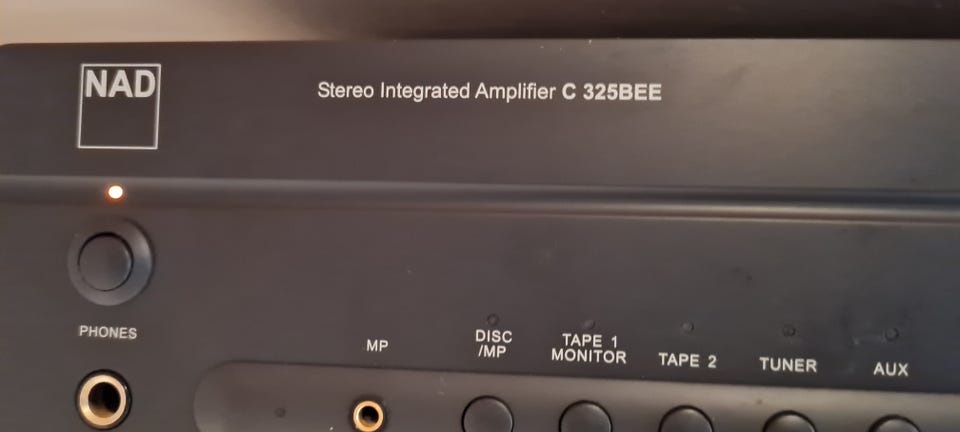 NAD
Stereo Integrated Amplifier C 325BEE
PHONES
MP
DISC
/MP
TAPE 1
MONITOR
TAPE 2
TUNER
AUX